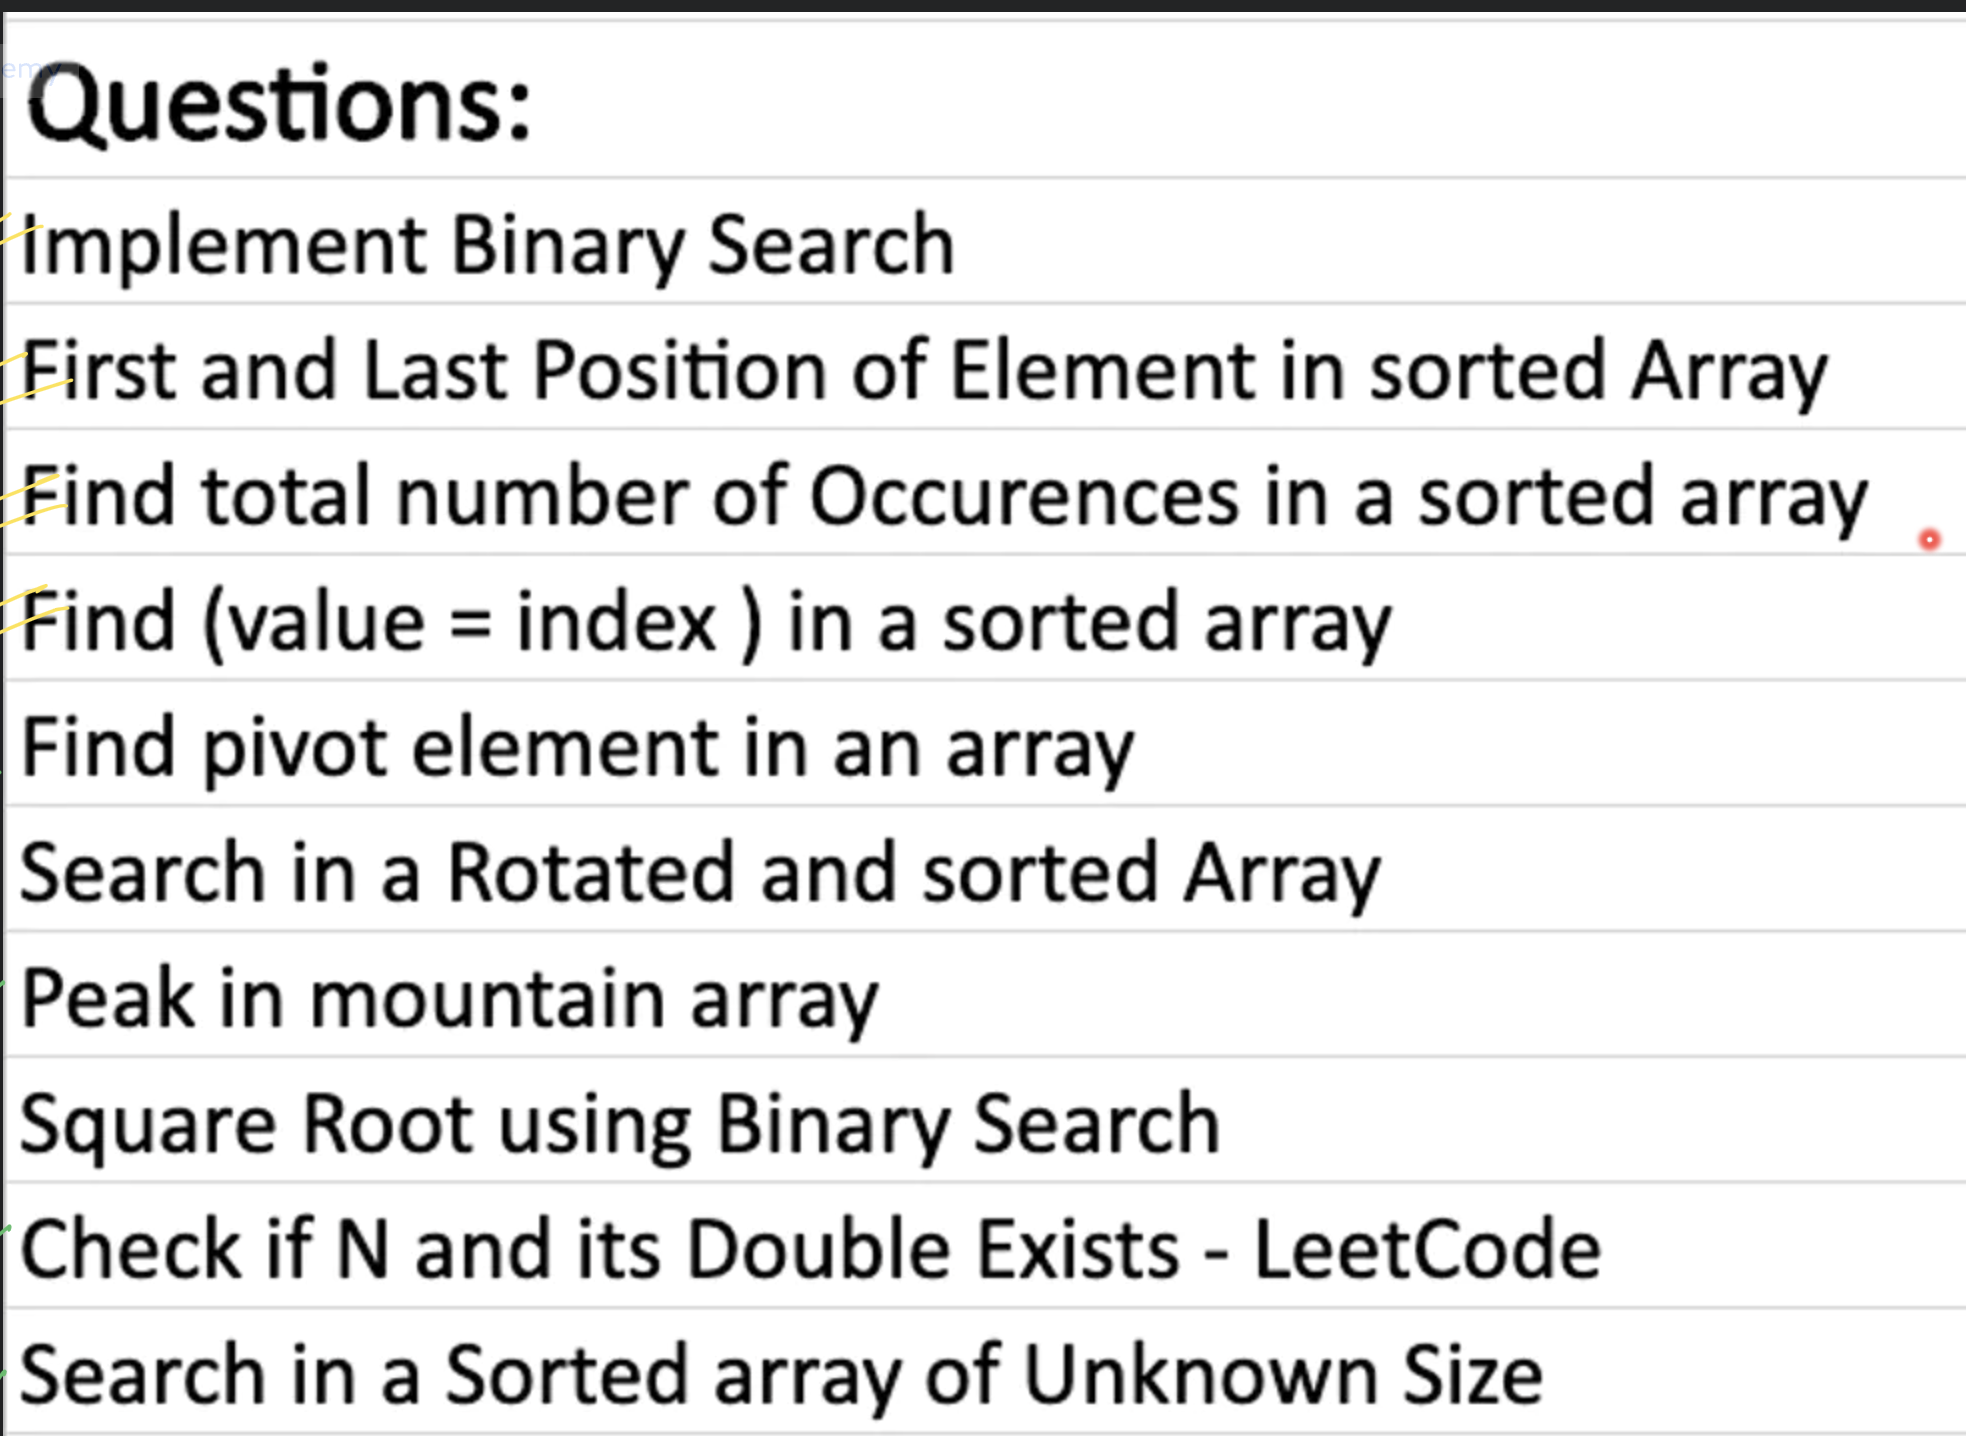 Questions:
Implement Binary Search
First and Last Position of Element in sorted Array
Find total number of Occurences in a sorted array
Find (value = index ) in a sorted array
Find pivot element in an array
Search in a Rotated and sorted Array
Peak in mountain array
Square Root using Binary Search
Check if N and its Double Exists - LeetCode
Search in a Sorted array of Unknown Size